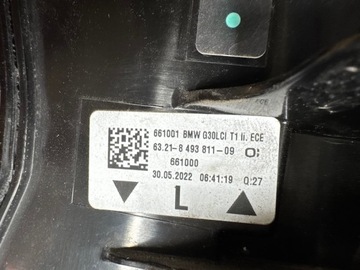 661001 BMW G30LCI T1 li. ECE
63.21-8 493 811-09
661000
30.05.2022 06:41:19 0:27
L